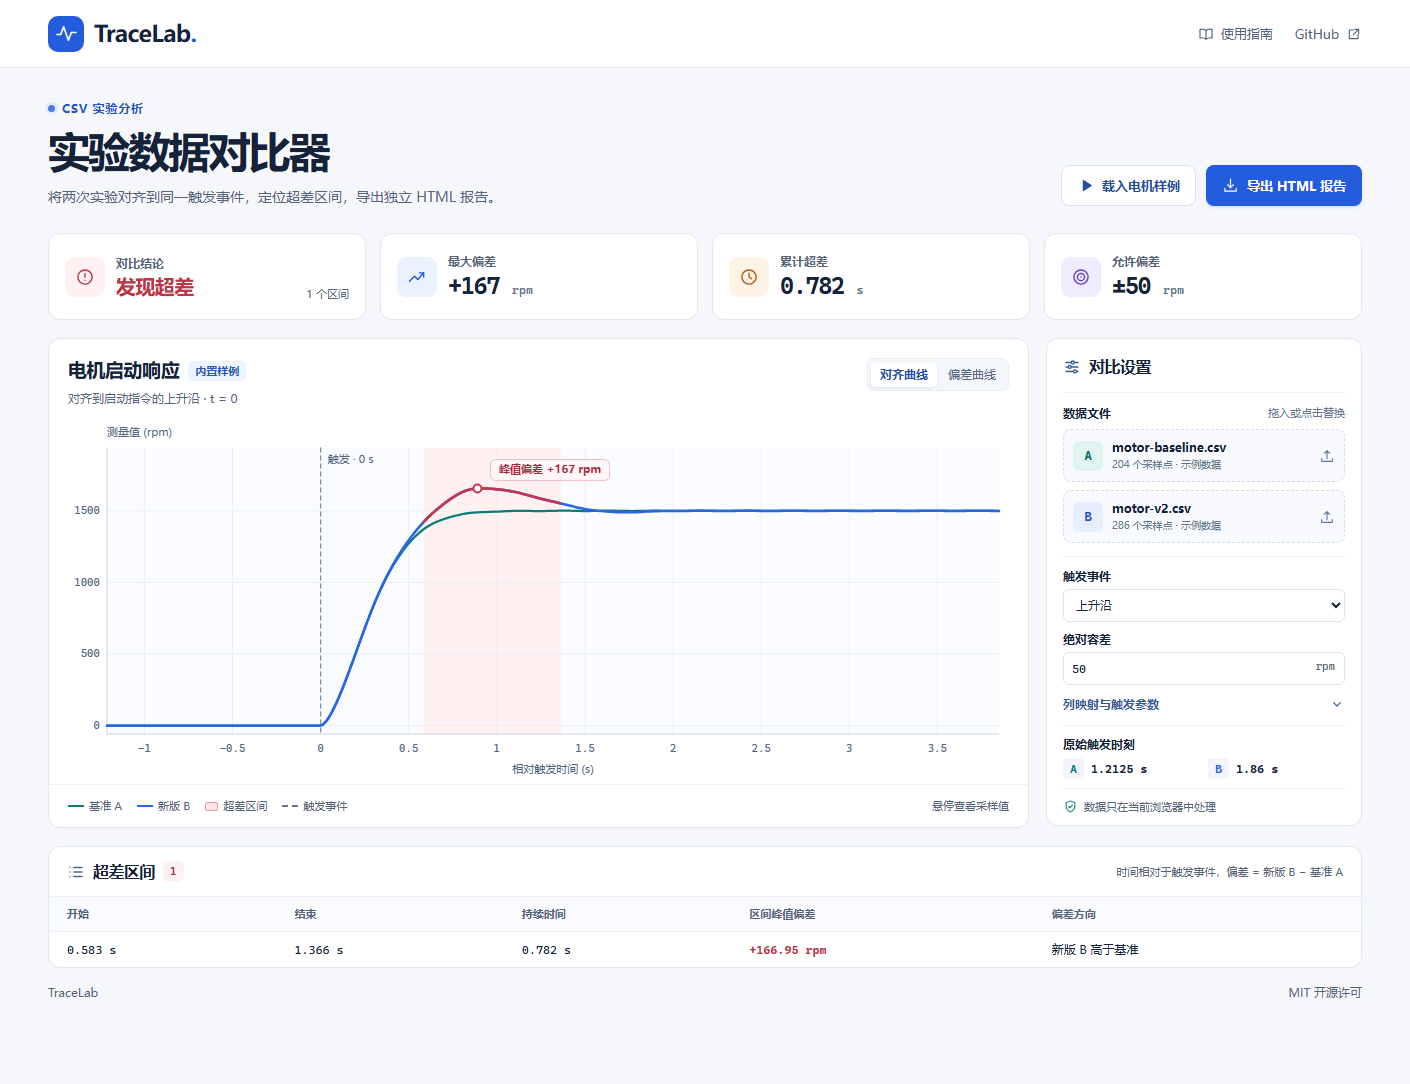 TraceLab.
使用指南
GitHub
CSV 实验分析
实验数据对比器
将两次实验对齐到同一触发事件，定位超差区间，导出独立 HTML 报告。
载入电机样例
导出 HTML 报告
对比结论
发现超差
1 个区间
最大偏差
+167 rpm
累计超差
0.782 s
允许偏差
±50 rpm
电机启动响应
内置样例
对齐到启动指令的上升沿 · t = 0
对齐曲线
偏差曲线
测量值 (rpm)
触发 · 0 s
峰值偏差 +167 rpm
1500
1000
500
0
−1
−0.5
0
0.5
1
1.5
2
2.5
3
3.5
相对触发时间 (s)
基准 A
新版 B
超差区间
触发事件
悬停查看采样值
对比设置
数据文件
拖入或点击替换
A
motor-baseline.csv
204 个采样点 · 示例数据
B
motor-v2.csv
286 个采样点 · 示例数据
触发事件
上升沿
绝对容差
50
rpm
列映射与触发参数
原始触发时刻
A 1.2125 s
B 1.86 s
数据只在当前浏览器中处理
超差区间 1
时间相对于触发事件，偏差 = 新版 B − 基准 A
开始 结束 持续时间 区间峰值偏差 偏差方向
0.583 s 1.366 s 0.782 s +166.95 rpm 新版 B 高于基准
TraceLab
MIT 开源许可